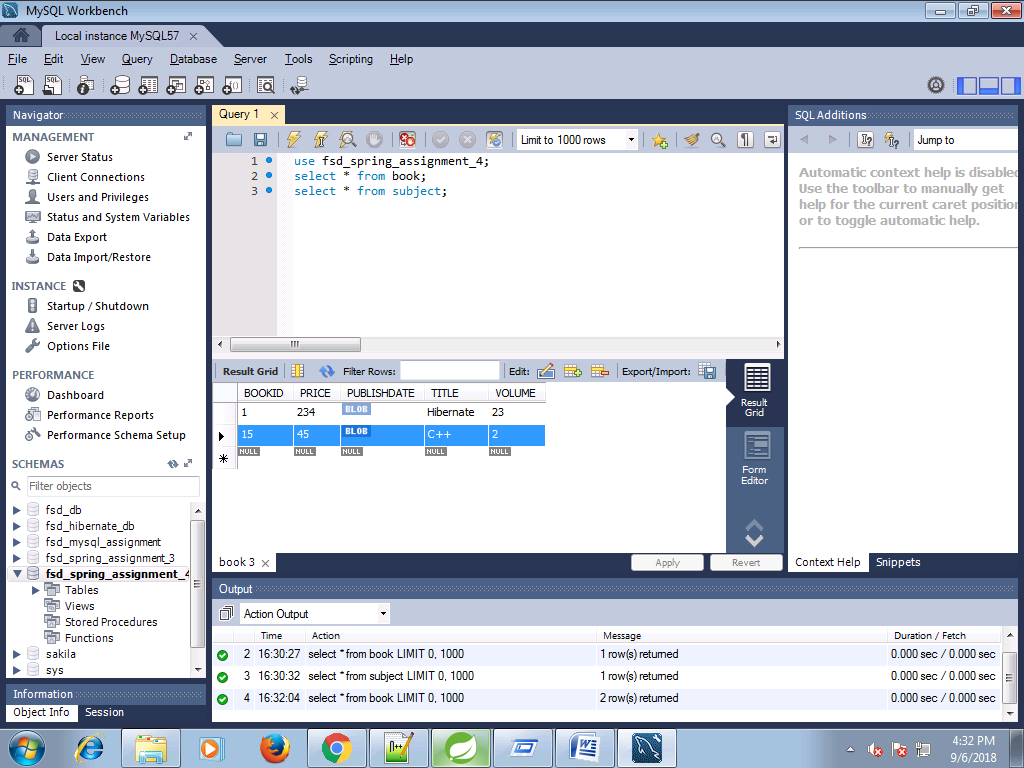 MySQL Workbench
Local instance MySQL57
File Edit View Query Database Server Tools Scripting Help
Navigator
MANAGEMENT
Server Status
Client Connections
Users and Privileges
Status and System Variables
Data Export
Data Import/Restore
INSTANCE
Startup / Shutdown
Server Logs
Options File
PERFORMANCE
Dashboard
Performance Reports
Performance Schema Setup
SCHEMAS
Filter objects
fsd_db
fsd_hibernate_db
fsd_mysql_assignment
fsd_spring_assignment_3
fsd_spring_assignment_4
Tables
Views
Stored Procedures
Functions
sakila
sys
Information
Object Info Session
Query 1
Limit to 1000 rows
1 use fsd_spring_assignment_4;
2 select * from book;
3 select * from subject;
Result Grid Filter Rows: Edit: Export/Import:
BOOKID PRICE PUBLISHDATE TITLE VOLUME
1 234 BLOB Hibernate 23
15 45 BLOB C++ 2
NULL NULL NULL NULL NULL
Result
Grid
Form
Editor
book 3
Apply Revert
SQL Additions
Jump to
Automatic context help is disabled
Use the toolbar to manually get
help for the current caret position
or to toggle automatic help.
Context Help Snippets
Output
Action Output
Time Action Message Duration / Fetch
2 16:30:27 select * from book LIMIT 0, 1000 1 row(s) returned 0.000 sec / 0.000 sec
3 16:30:32 select * from subject LIMIT 0, 1000 1 row(s) returned 0.000 sec / 0.000 sec
4 16:32:04 select * from book LIMIT 0, 1000 2 row(s) returned 0.000 sec / 0.000 sec
4:32 PM
9/6/2018